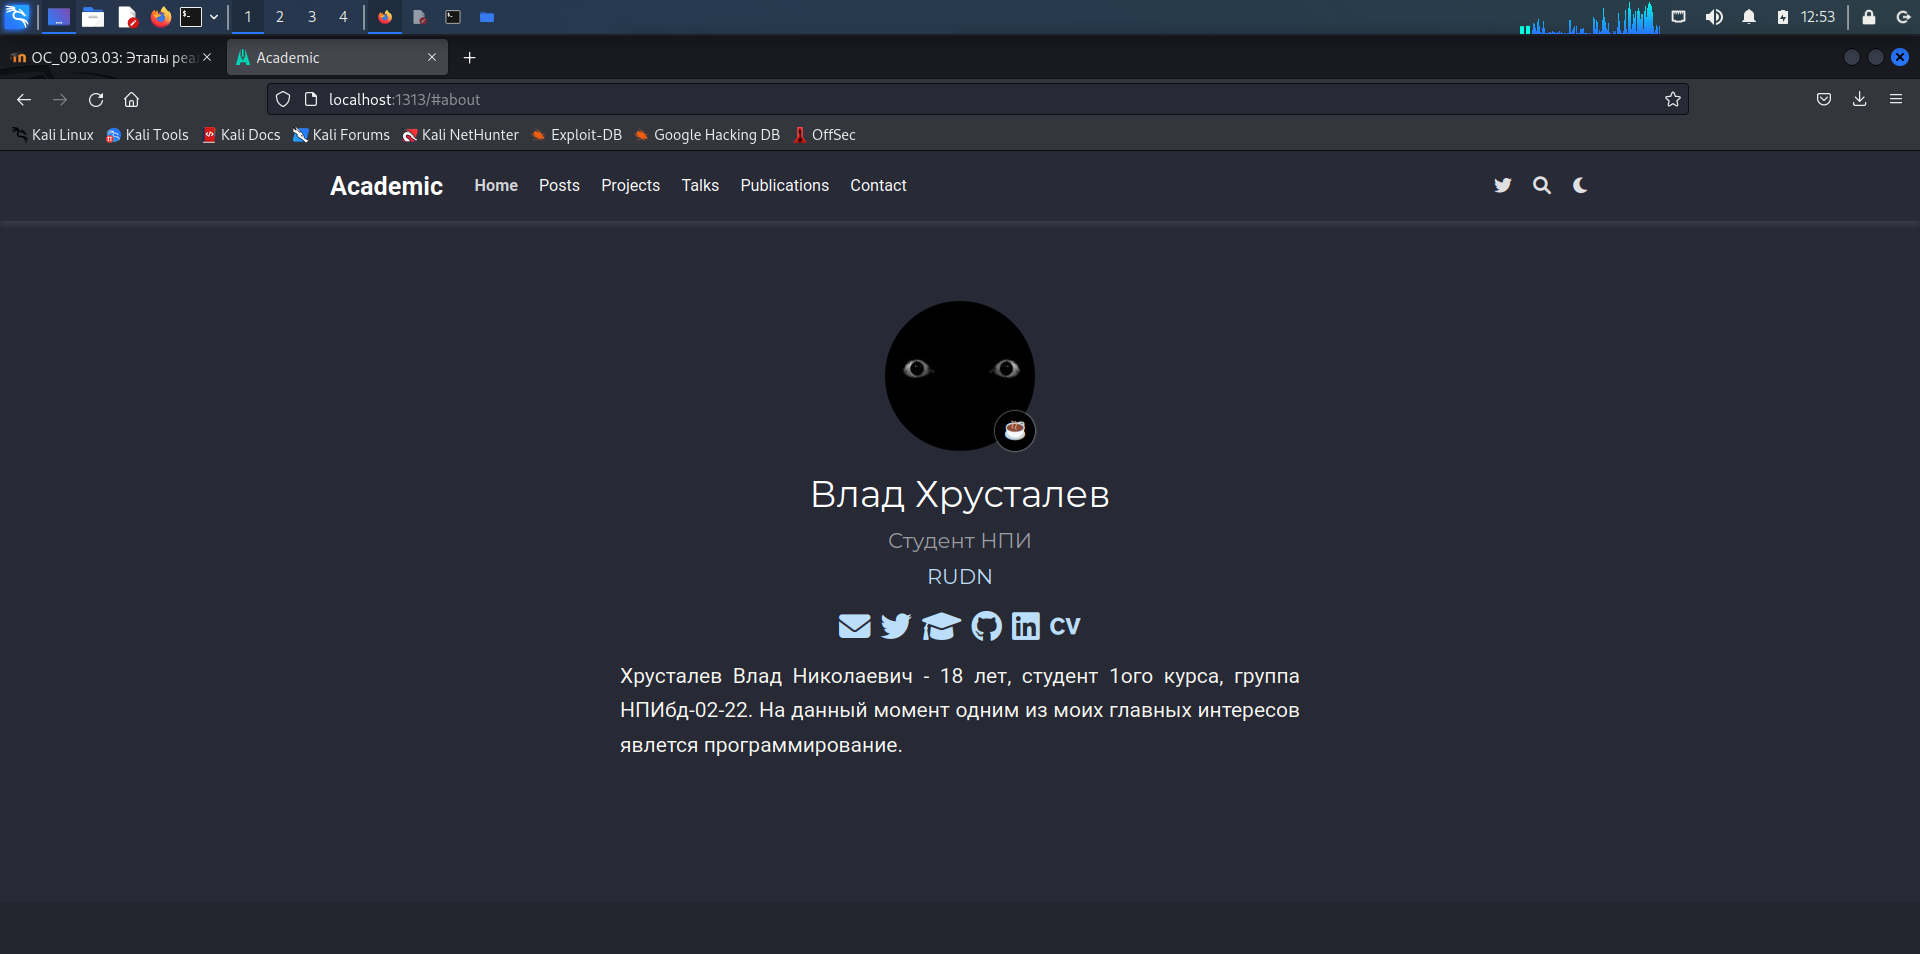 1 2 3 4 12:53
ОС_09.03.03: Этапы реа Academic
localhost:1313/#about
Kali Linux Kali Tools Kali Docs Kali Forums Kali NetHunter Exploit-DB Google Hacking DB OffSec
Academic Home Posts Projects Talks Publications Contact
Влад Хрусталев
Студент НПИ
RUDN
CV
Хрусталев Влад Николаевич - 18 лет, студент 1ого курса, группа
НПИбд-02-22. На данный момент одним из моих главных интересов
явлется программирование.